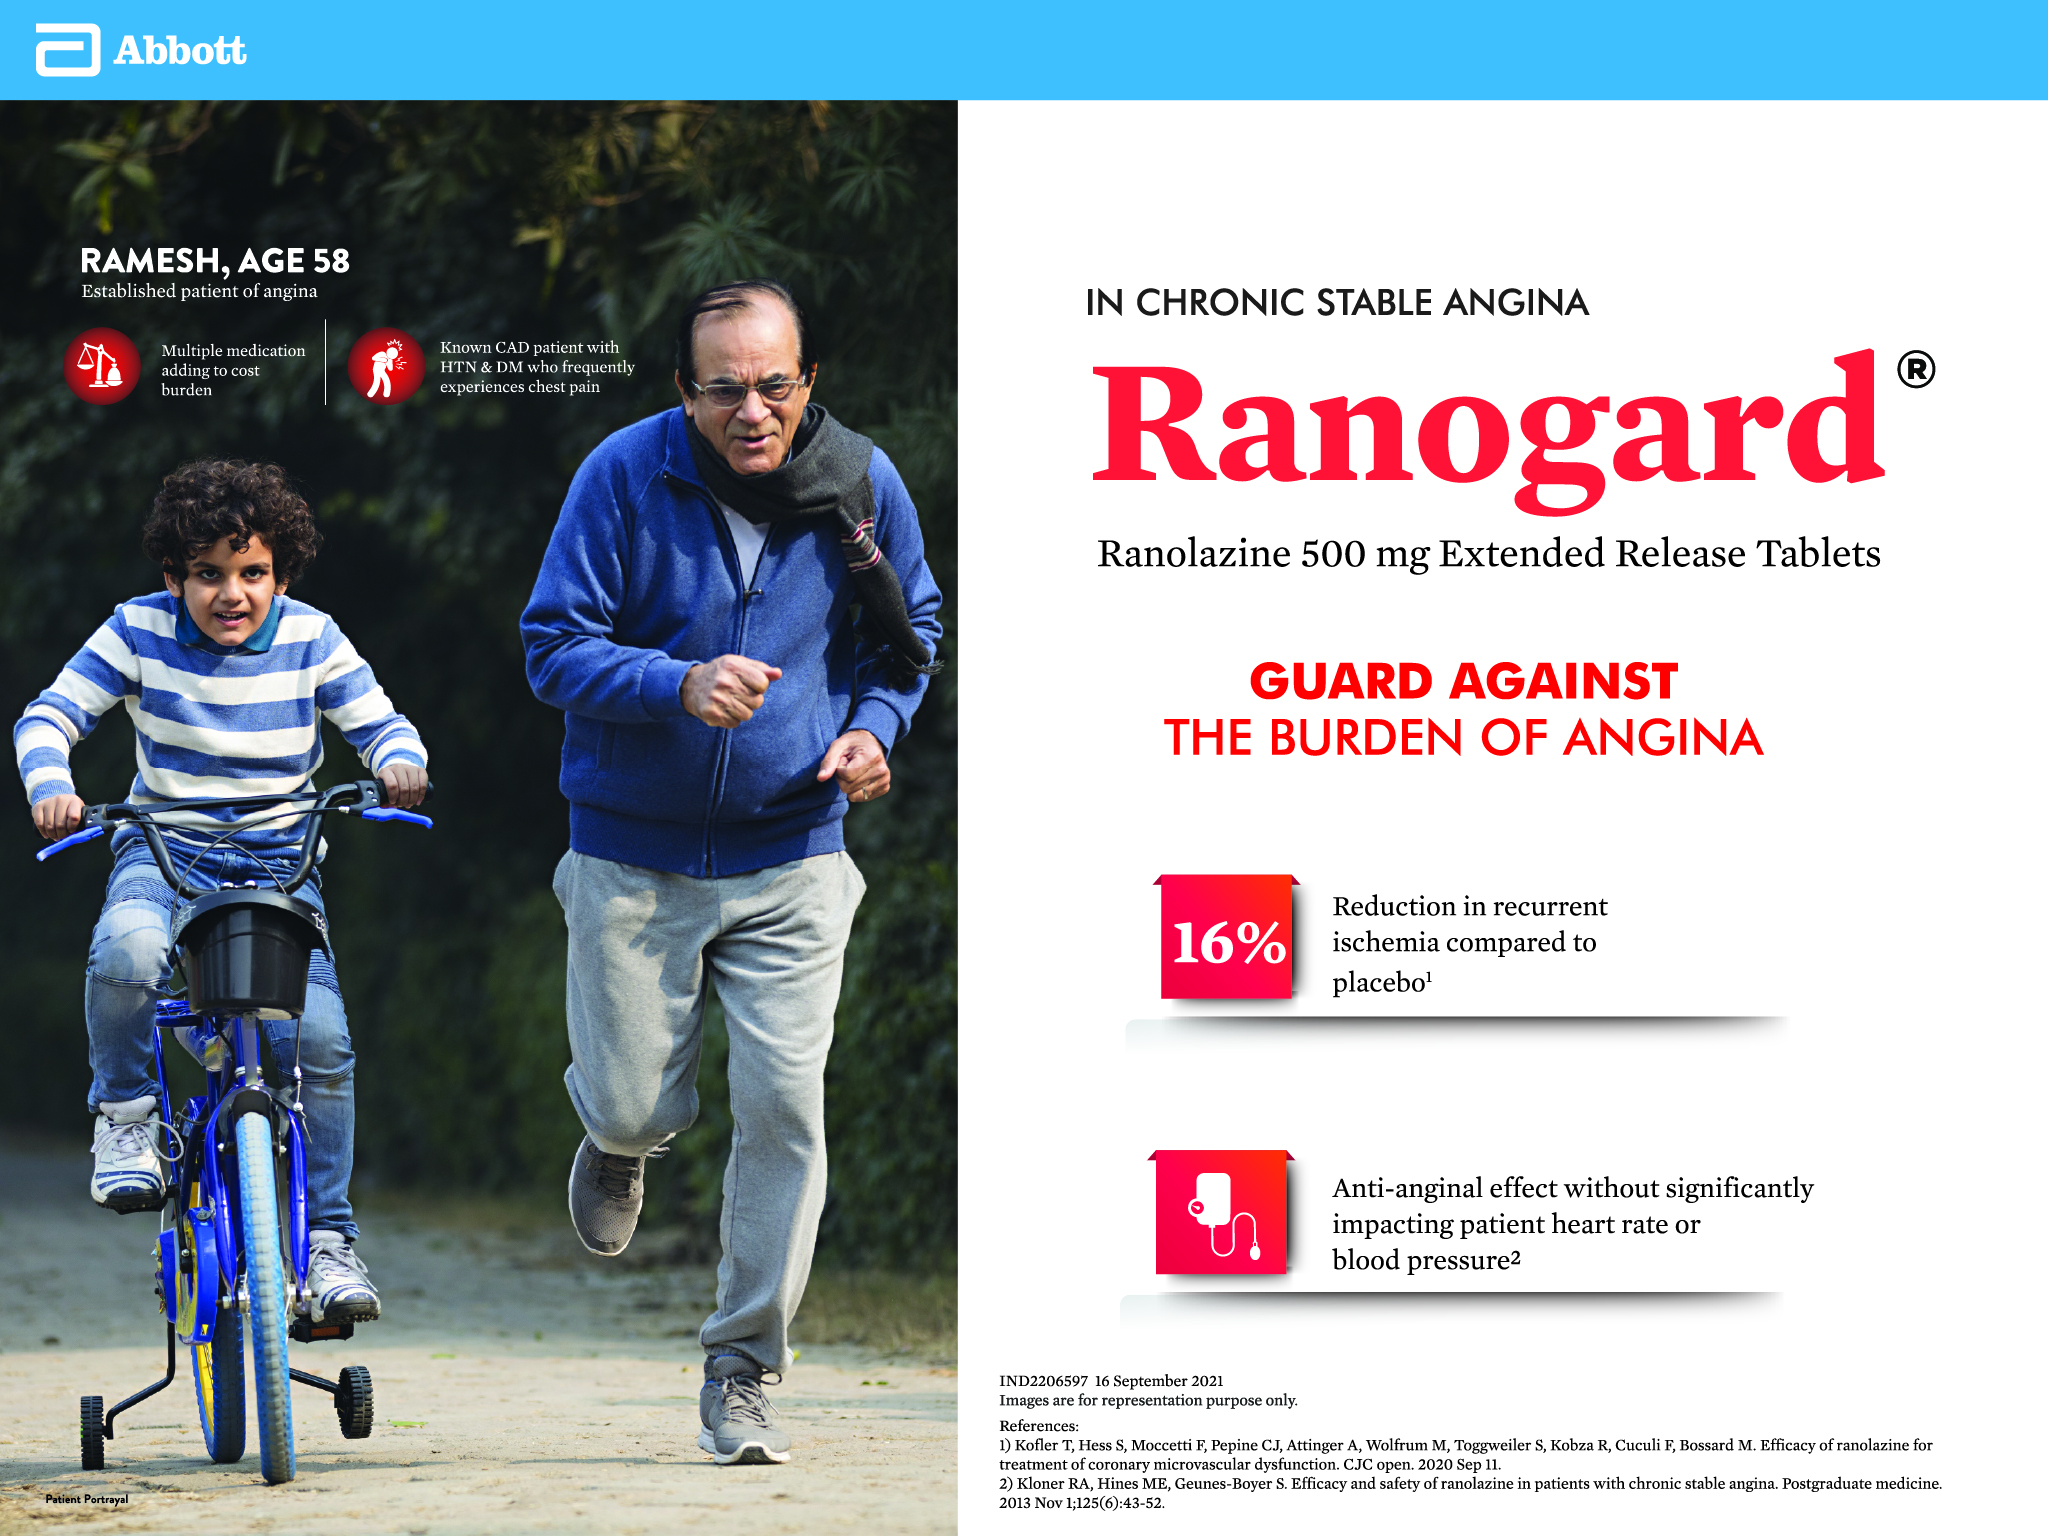 Abbott
RAMESH, AGE 58
Established patient of angina
Multiple medication
adding to cost
burden
Known CAD patient with
HTN & DM who frequently
experiences chest pain
Patient Portrayal
IN CHRONIC STABLE ANGINA
Ranogard®
Ranolazine 500 mg Extended Release Tablets
GUARD AGAINST
THE BURDEN OF ANGINA
16%
Reduction in recurrent
ischemia compared to
placebo¹
Anti-anginal effect without significantly
impacting patient heart rate or
blood pressure²
IND2206597 16 September 2021
Images are for representation purpose only.
References:
1) Kofler T, Hess S, Moccetti F, Pepine CJ, Attinger A, Wolfrum M, Toggweiler S, Kobza R, Cuculi F, Bossard M. Efficacy of ranolazine for
treatment of coronary microvascular dysfunction. CJC open. 2020 Sep 11.
2) Kloner RA, Hines ME, Geunes-Boyer S. Efficacy and safety of ranolazine in patients with chronic stable angina. Postgraduate medicine.
2013 Nov 1;125(6):43-52.